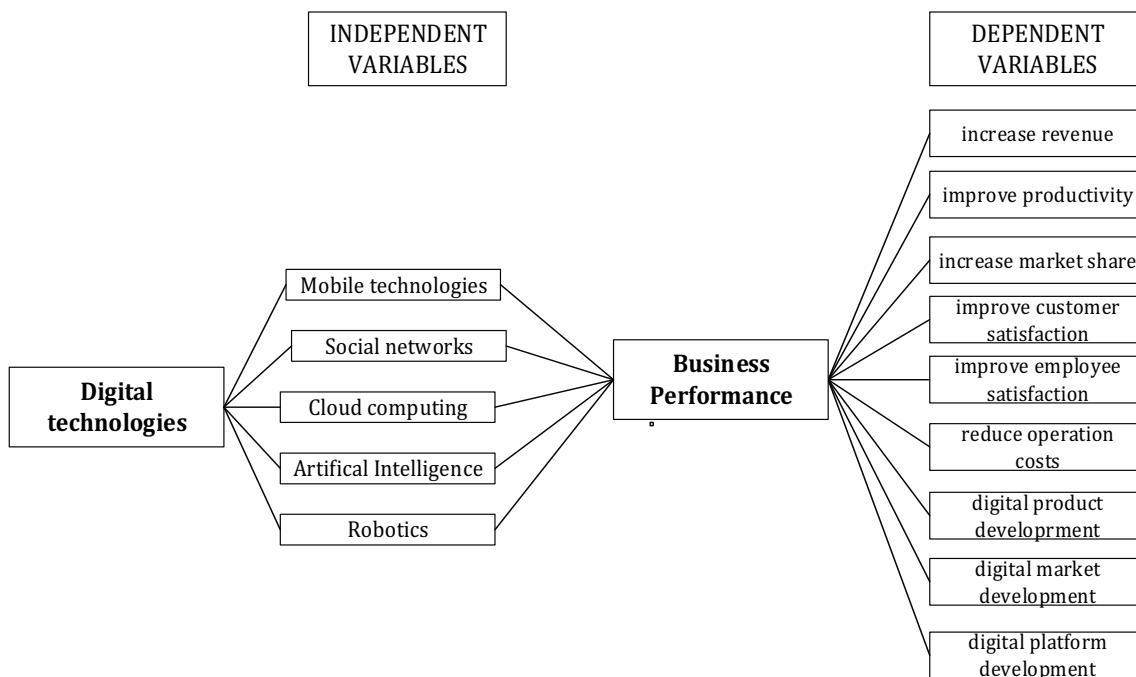 INDEPENDENT
VARIABLES
DEPENDENT
VARIABLES
Digital
technologies
Mobile technologies
Social networks
Cloud computing
Artifical Intelligence
Robotics
Business
Performance
increase revenue
improve productivity
increase market share
improve customer
satisfaction
improve employee
satisfaction
reduce operation
costs
digital product
developrment
digital market
development
digital platform
development